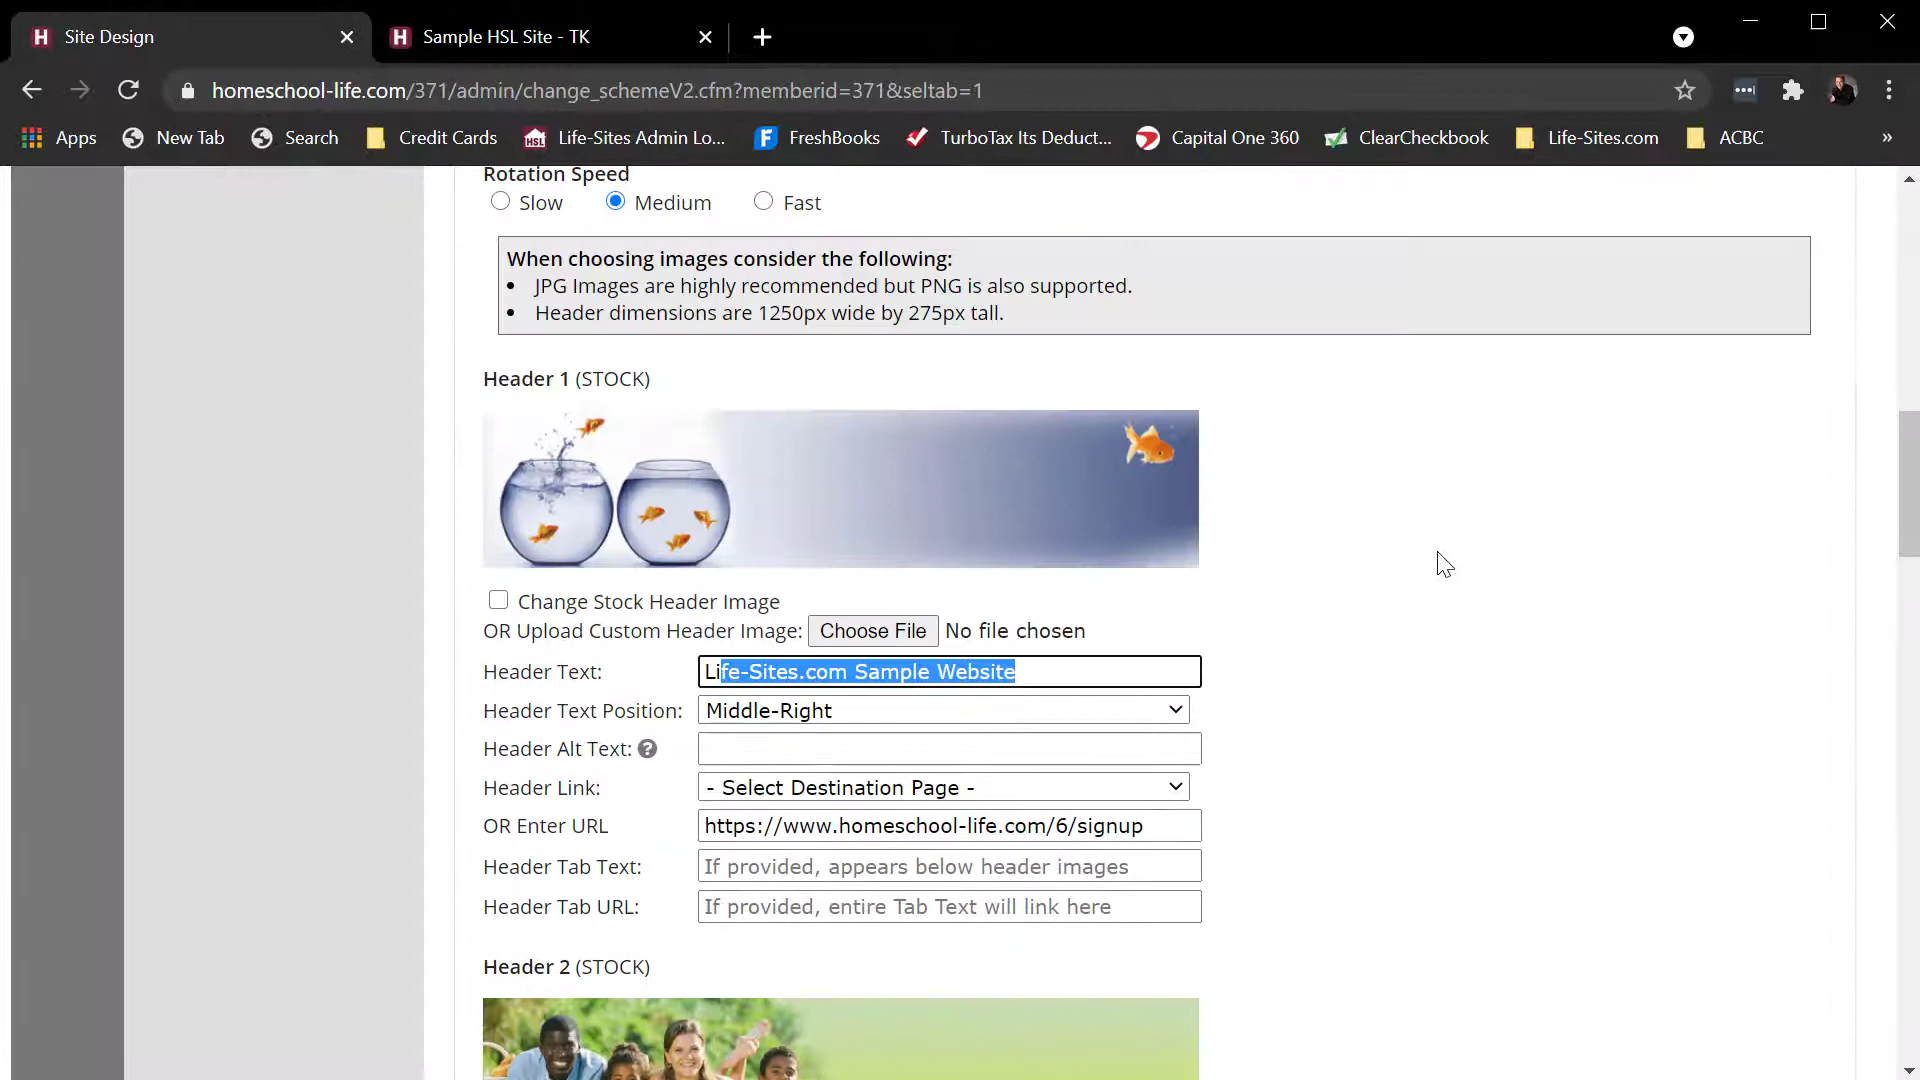 Site Design
Sample HSL Site - TK
homeschool-life.com/371/admin/change_schemeV2.cfm?memberid=371&seltab=1
Apps New Tab Search Credit Cards Life-Sites Admin Lo... FreshBooks TurboTax Its Deduct... Capital One 360 ClearCheckbook Life-Sites.com ACBC »
Rotation Speed
Slow Medium Fast
When choosing images consider the following:
• JPG Images are highly recommended but PNG is also supported.
• Header dimensions are 1250px wide by 275px tall.
Header 1 (STOCK)
Change Stock Header Image
OR Upload Custom Header Image: Choose File No file chosen
Header Text: Life-Sites.com Sample Website
Header Text Position: Middle-Right
Header Alt Text: ?
Header Link: - Select Destination Page -
OR Enter URL https://www.homeschool-life.com/6/signup
Header Tab Text: If provided, appears below header images
Header Tab URL: If provided, entire Tab Text will link here
Header 2 (STOCK)